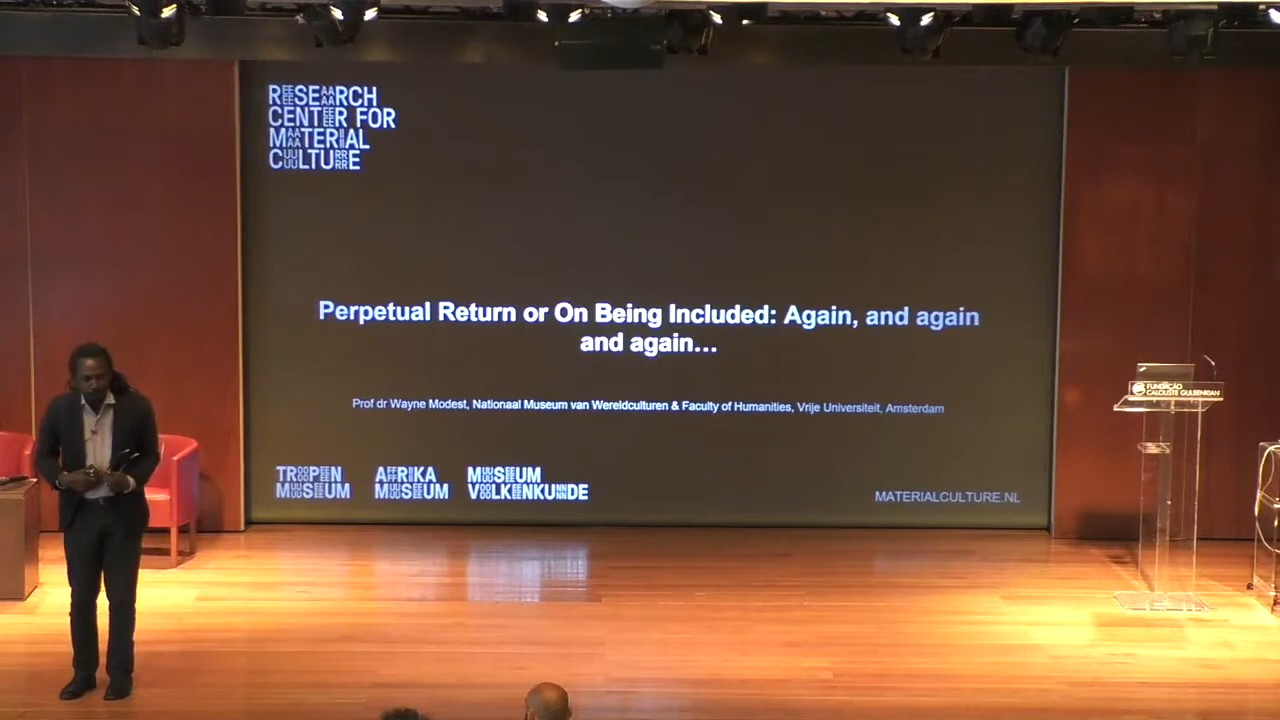 RESEARCH
CENTER FOR
MATERIAL
CULTURE
Perpetual Return or On Being Included: Again, and again
and again...
Prof dr Wayne Modest, Nationaal Museum van Wereldculturen & Faculty of Humanities, Vrije Universiteit, Amsterdam
TROPEN
MUSEUM
AFRIKA
MUSEUM
MUSEUM
VOLKENKUNDE
MATERIALCULTURE.NL
FUNDAÇÃO
CALOUSTE GULBENKIAN